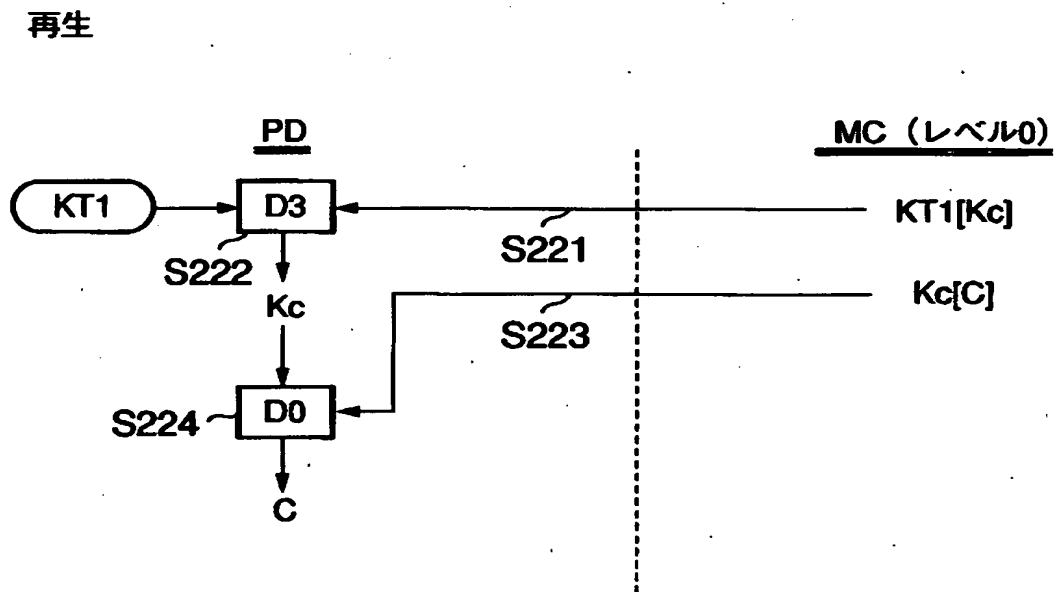 再生
PD
MC (レベル0)
KT1
D3
KT1[Kc]
S222
S221
Kc
Kc[C]
S223
D0
S224
C